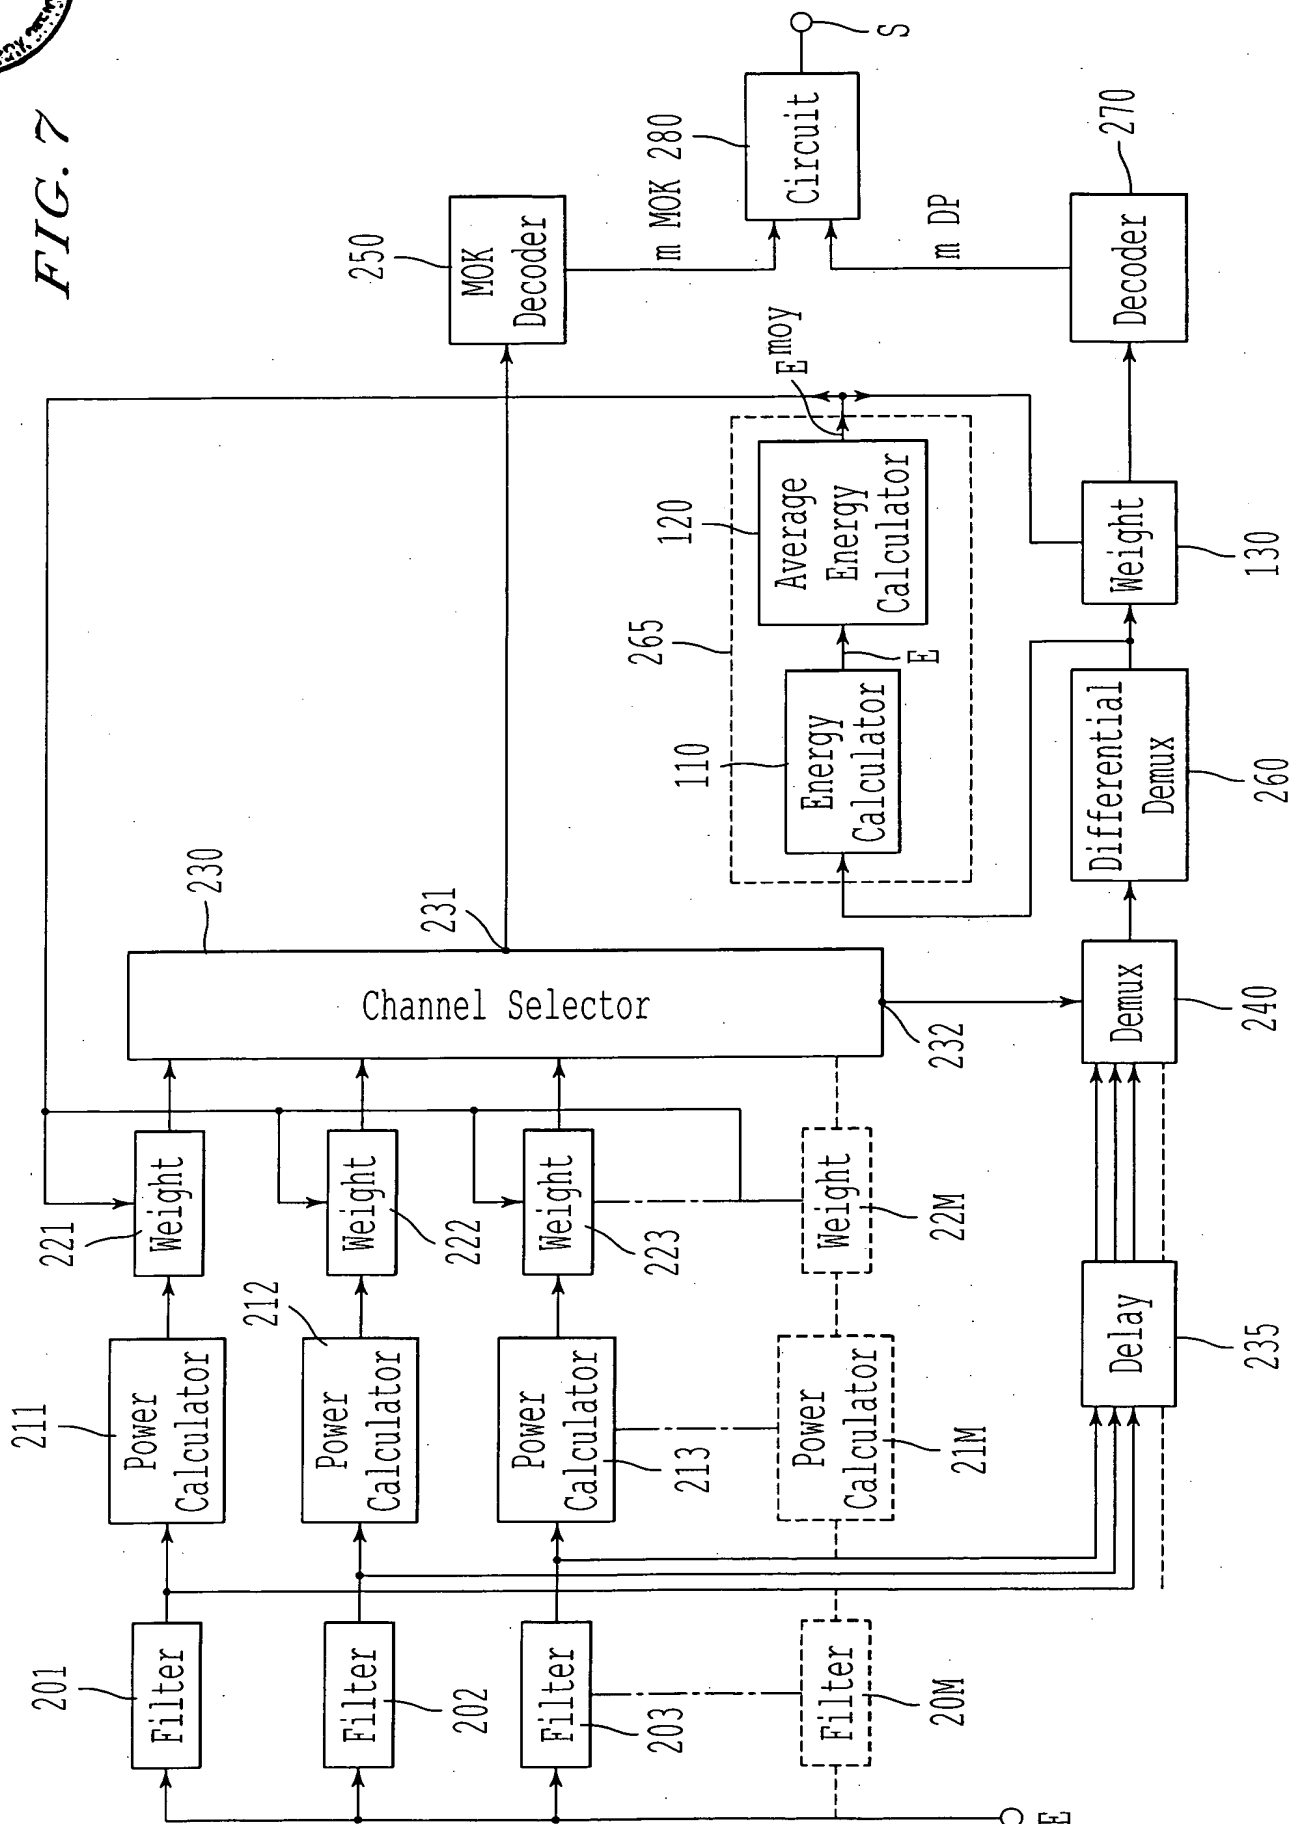 FIG. 7
201
Filter
211
Power
Calculator
221
Weight
230
Filter
202
212
Power
Calculator
Weight
222
Filter
203
Power
Calculator
213
Weight
223
Filter
20M
Power
Calculator
21M
Weight
22M
Channel Selector
231
232
250
MOK
Decoder
m MOK
280
Circuit
S
m DP
265
110
Energy
Calculator
E
120
Average
Energy
Calculator
E moy
E
Delay
235
Demux
240
Differential
Demux
260
Weight
130
Decoder
270